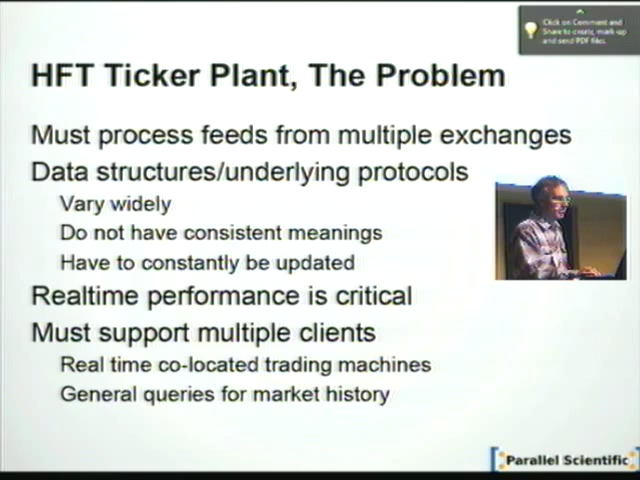 Click on Comment and
Share to create, mark-up
and send PDF files.
HFT Ticker Plant, The Problem
Must process feeds from multiple exchanges
Data structures/underlying protocols
Vary widely
Do not have consistent meanings
Have to constantly be updated
Realtime performance is critical
Must support multiple clients
Real time co-located trading machines
General queries for market history
Parallel Scientific